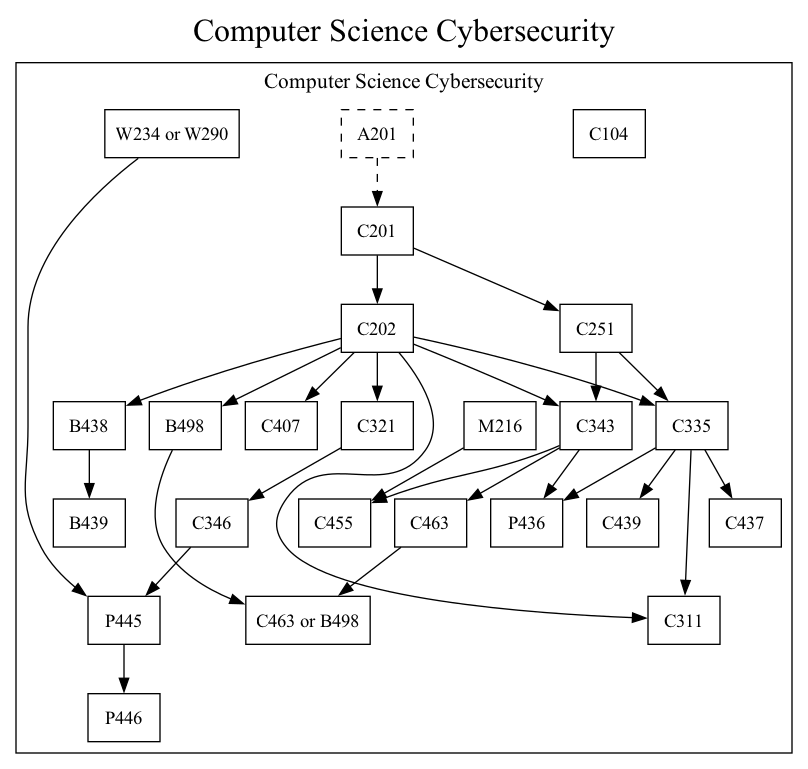 Computer Science Cybersecurity
Computer Science Cybersecurity
W234 or W290
A201
C104
C201
C202
C251
B438
B498
C407
C321
M216
C343
C335
B439
C346
C455
C463
P436
C439
C437
P445
C463 or B498
C311
P446